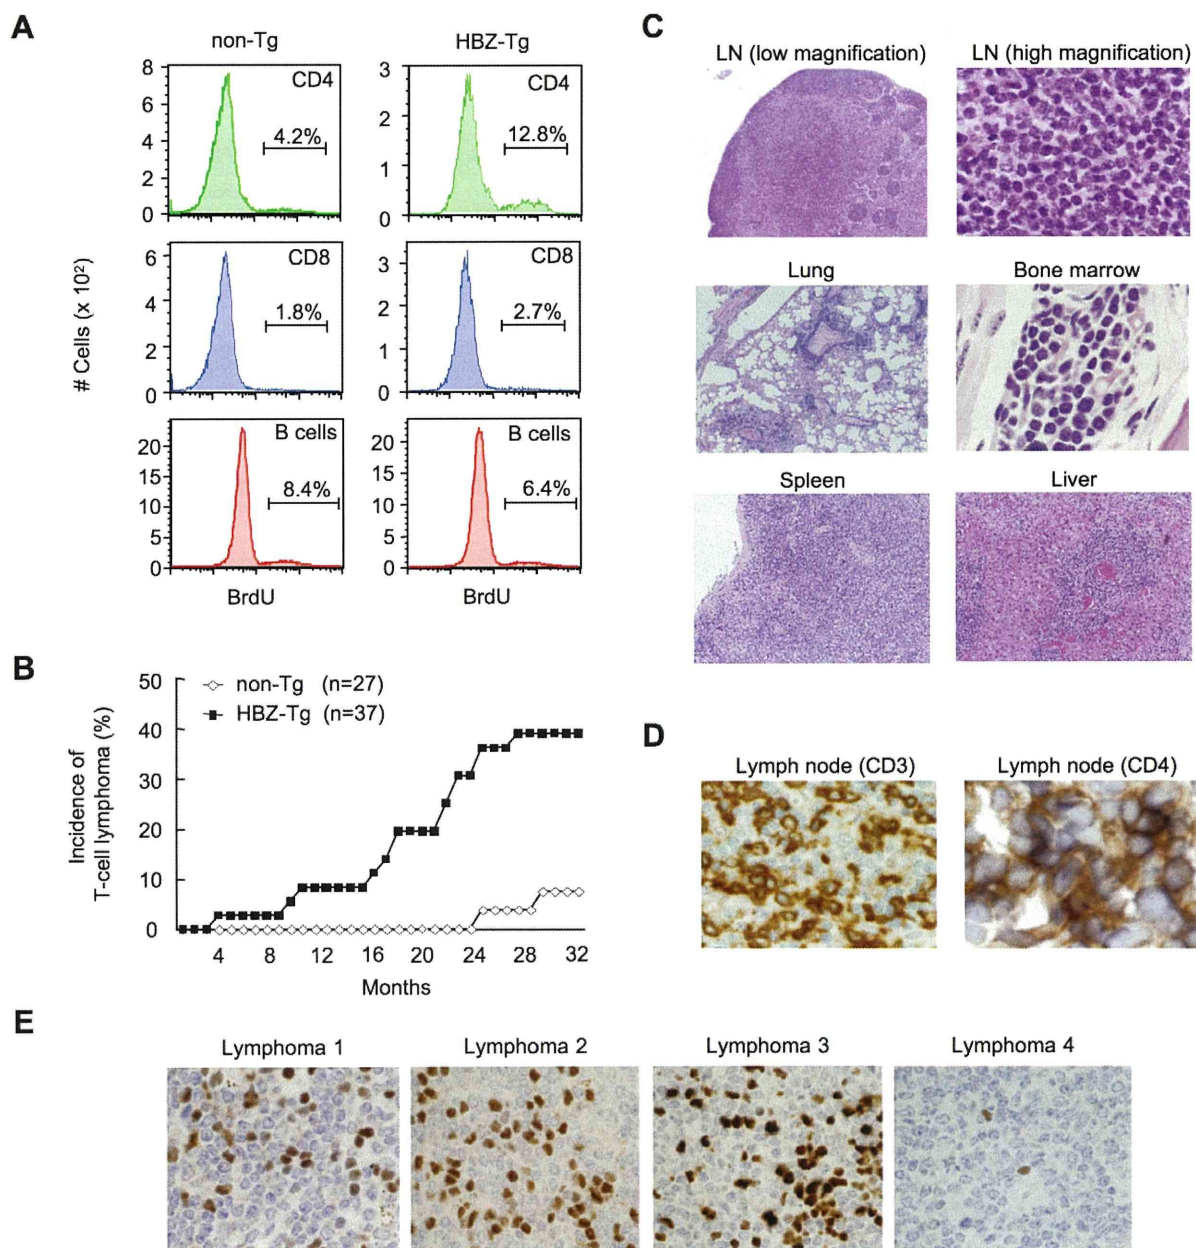 A
non-Tg
HBZ-Tg
8
6
4
2
0
CD4
4.2%
3
2
1
0
CD4
12.8%
6
4
2
0
CD8
1.8%
3
2
1
0
CD8
2.7%
20
15
10
5
0
B cells
8.4%
20
15
10
5
0
B cells
6.4%
# Cells (x 10²)
BrdU
BrdU
B
50
40
30
20
10
0
non-Tg (n=27)
HBZ-Tg (n=37)
Incidence of
T-cell lymphoma (%)
4 8 12 16 20 24 28 32
Months
C
LN (low magnification)
LN (high magnification)
Lung
Bone marrow
Spleen
Liver
D
Lymph node (CD3)
Lymph node (CD4)
E
Lymphoma 1
Lymphoma 2
Lymphoma 3
Lymphoma 4